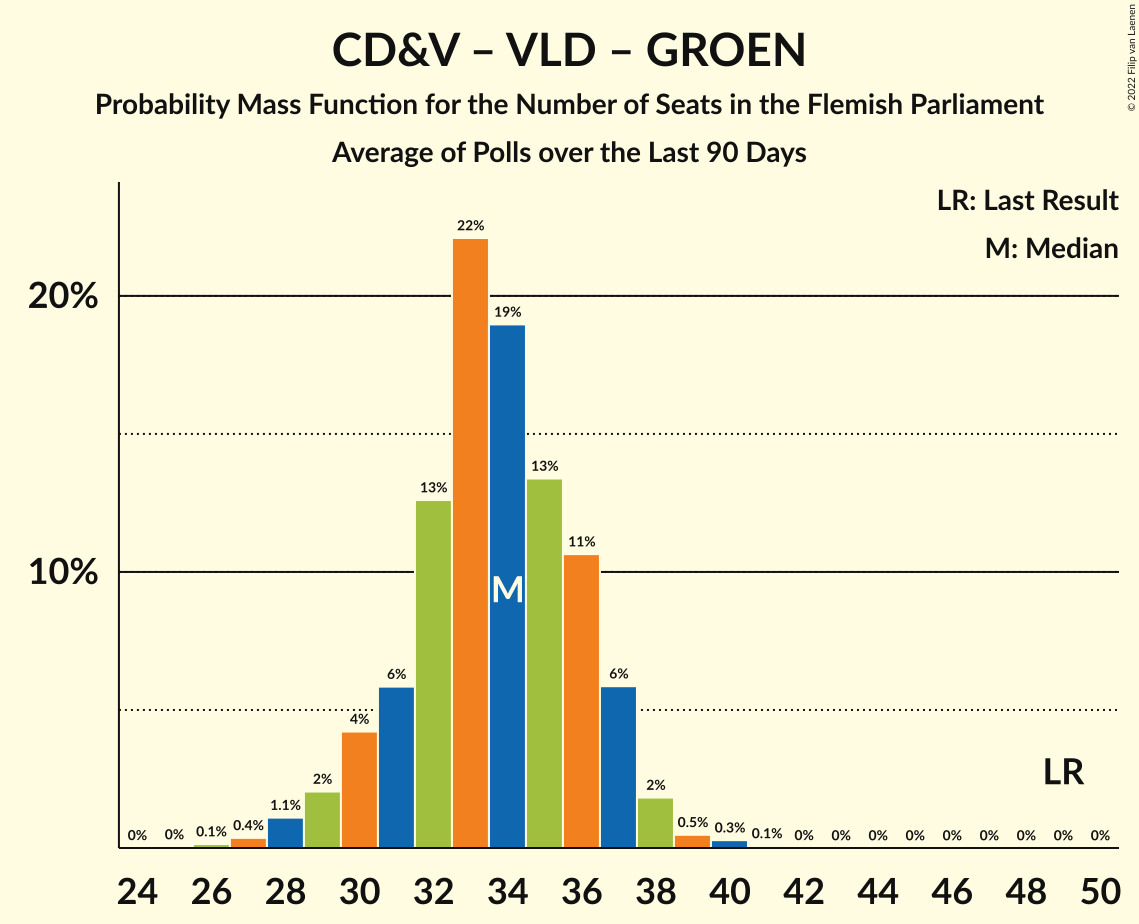 CD&V – VLD – GROEN
Probability Mass Function for the Number of Seats in the Flemish Parliament
Average of Polls over the Last 90 Days
© 2022 Filip van Laenen
LR: Last Result
M: Median
20%
10%
0% 0% 0.1% 0.4% 1.1% 2% 4% 6% 13% 22% 19% 13% 11% 6% 2% 0.5% 0.3% 0.1% 0% 0% 0% 0% 0% 0% 0% 0% 0%
M
LR
24 26 28 30 32 34 36 38 40 42 44 46 48 50